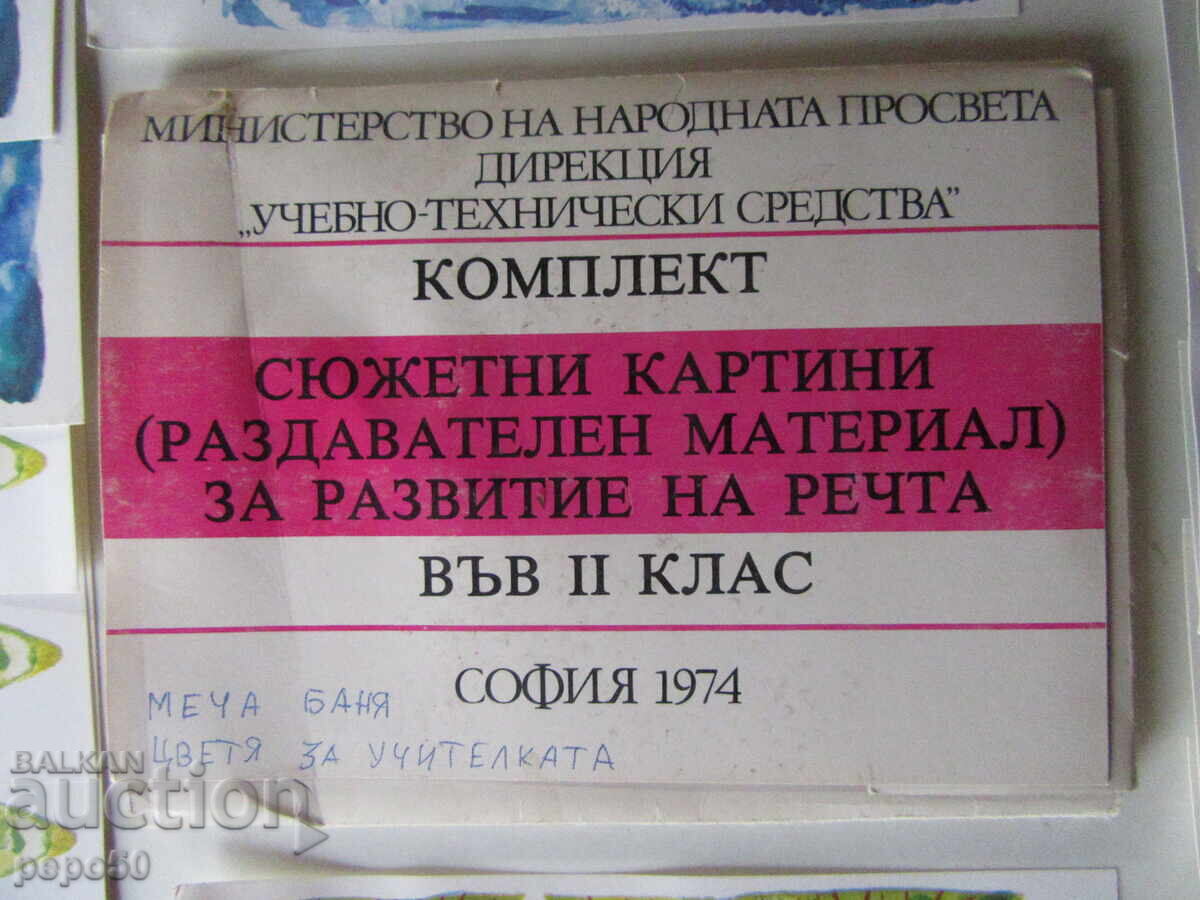 МИНИСТЕРСТВО НА НАРОДНАТА ПРОСВЕТА
ДИРЕКЦИЯ
„УЧЕБНО-ТЕХНИЧЕСКИ СРЕДСТВА”
КОМПЛЕКТ
СЮЖЕТНИ КАРТИНИ
(РАЗДАВАТЕЛЕН МАТЕРИАЛ)
ЗА РАЗВИТИЕ НА РЕЧТА
ВЪВ II КЛАС
СОФИЯ 1974
МЕЧА БАНЯ
ЦВЕТЯ ЗА УЧИТЕЛКАТА
BALKAN
auction
pepo50